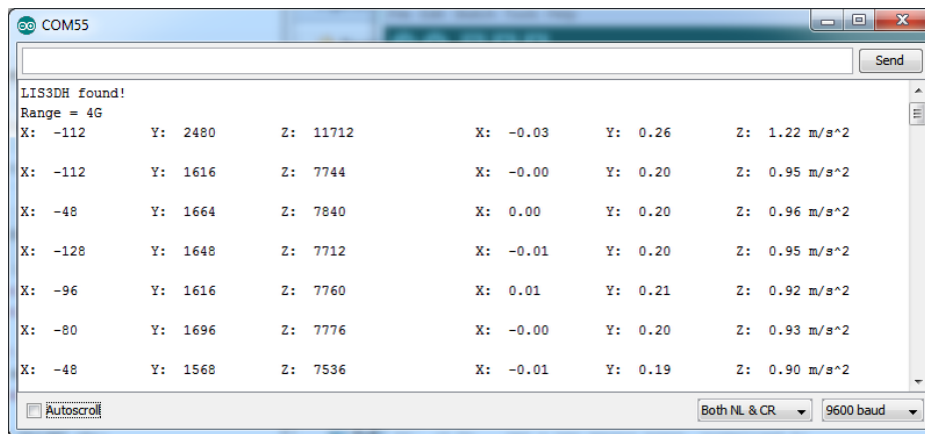 COM55
Send
LIS3DH found!
Range = 4G
X: -112 Y: 2480 Z: 11712 X: -0.03 Y: 0.26 Z: 1.22 m/s^2
X: -112 Y: 1616 Z: 7744 X: -0.00 Y: 0.20 Z: 0.95 m/s^2
X: -48 Y: 1664 Z: 7840 X: 0.00 Y: 0.20 Z: 0.96 m/s^2
X: -128 Y: 1648 Z: 7712 X: -0.01 Y: 0.20 Z: 0.95 m/s^2
X: -96 Y: 1616 Z: 7760 X: 0.01 Y: 0.21 Z: 0.92 m/s^2
X: -80 Y: 1696 Z: 7776 X: -0.00 Y: 0.20 Z: 0.93 m/s^2
X: -48 Y: 1568 Z: 7536 X: -0.01 Y: 0.19 Z: 0.90 m/s^2
Autoscroll Both NL & CR 9600 baud